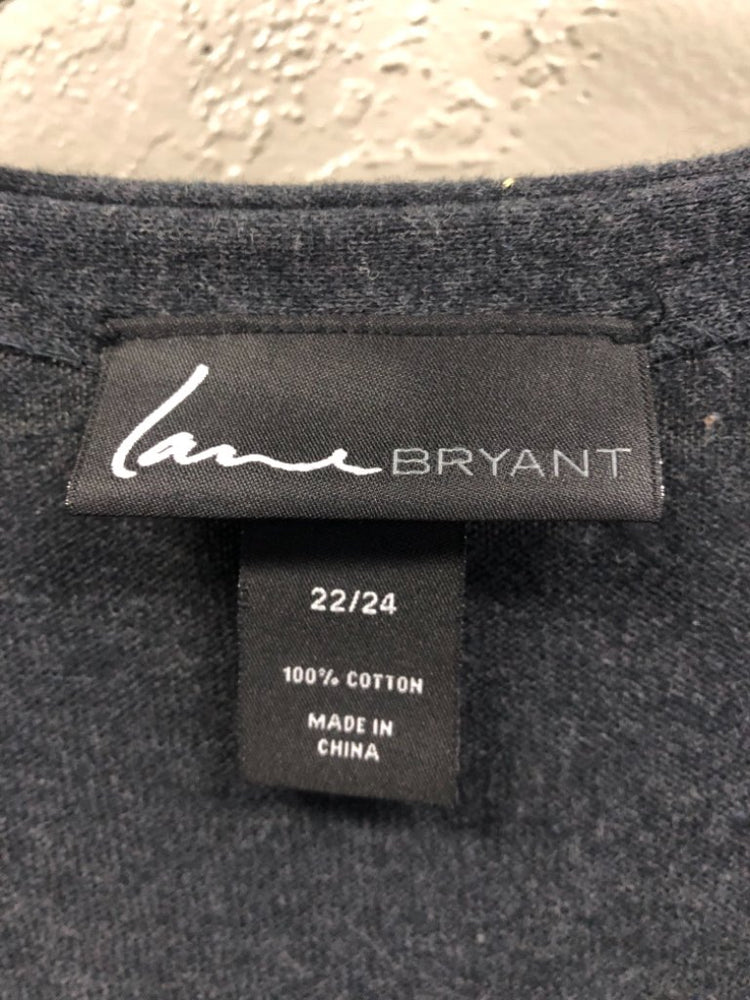 lane BRYANT
22/24
100% COTTON
MADE IN
CHINA